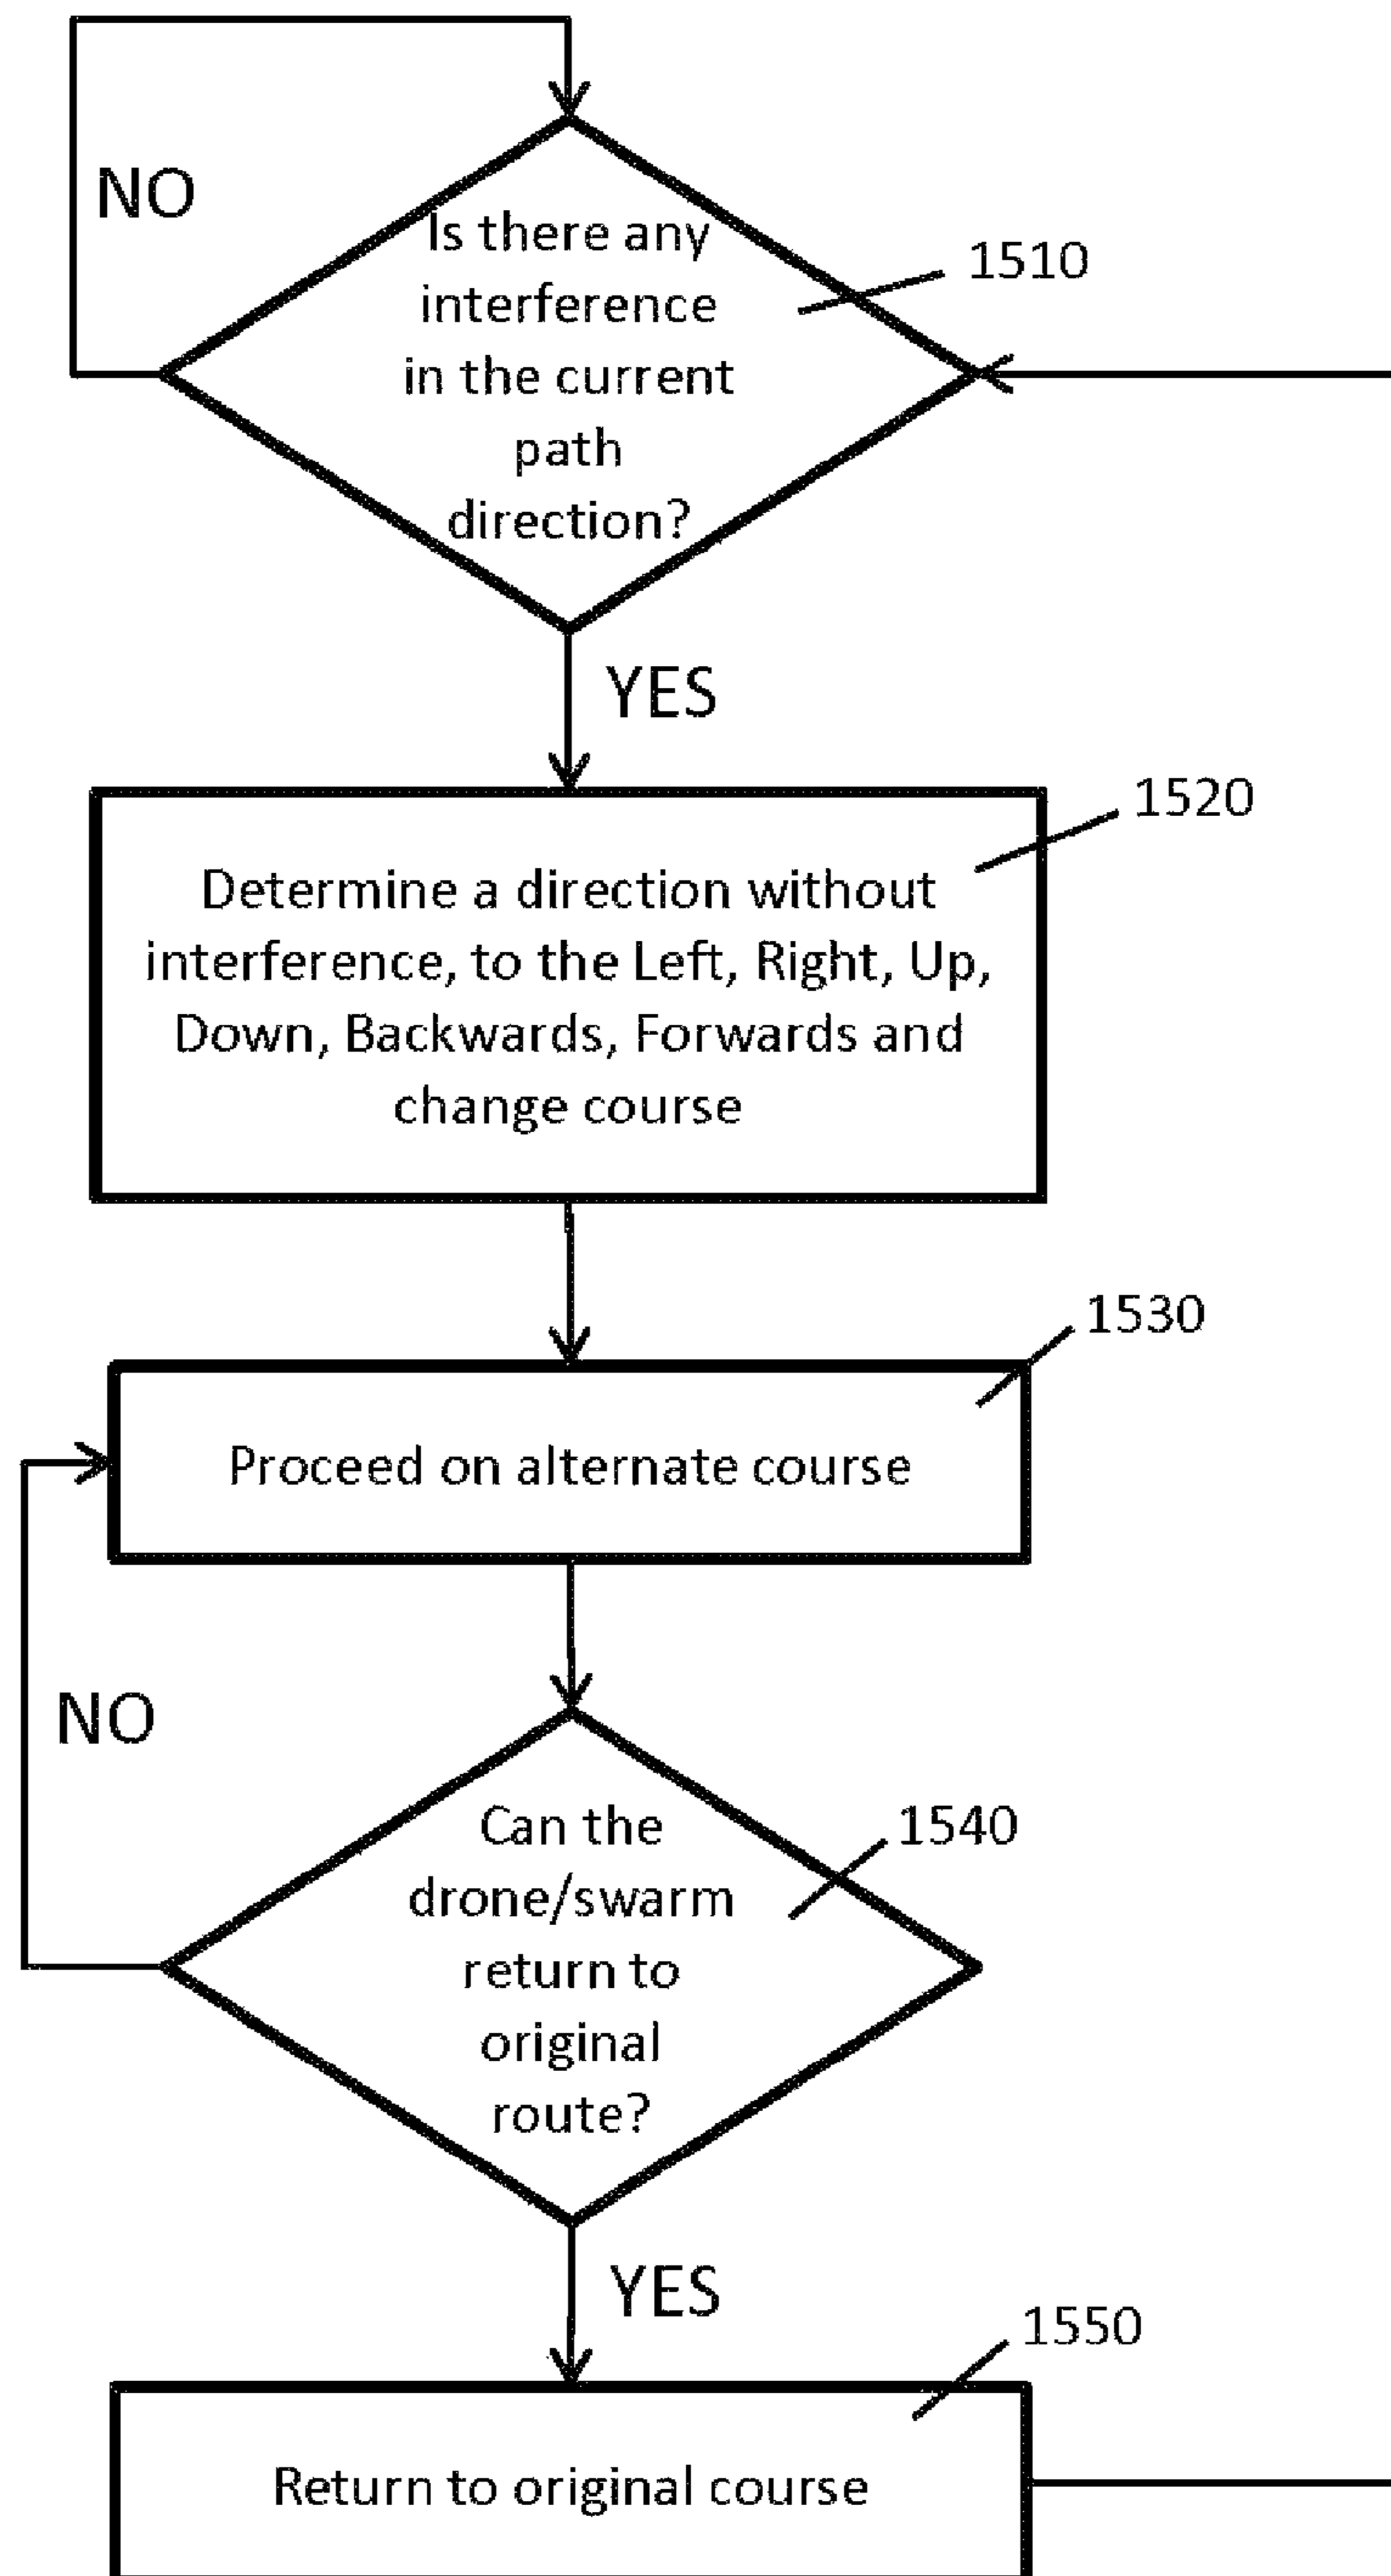 NO
Is there any
interference
in the current
path
direction?
1510
YES
1520
Determine a direction without
interference, to the Left, Right, Up,
Down, Backwards, Forwards and
change course
1530
Proceed on alternate course
NO
Can the
drone/swarm
return to
original
route?
1540
YES
1550
Return to original course